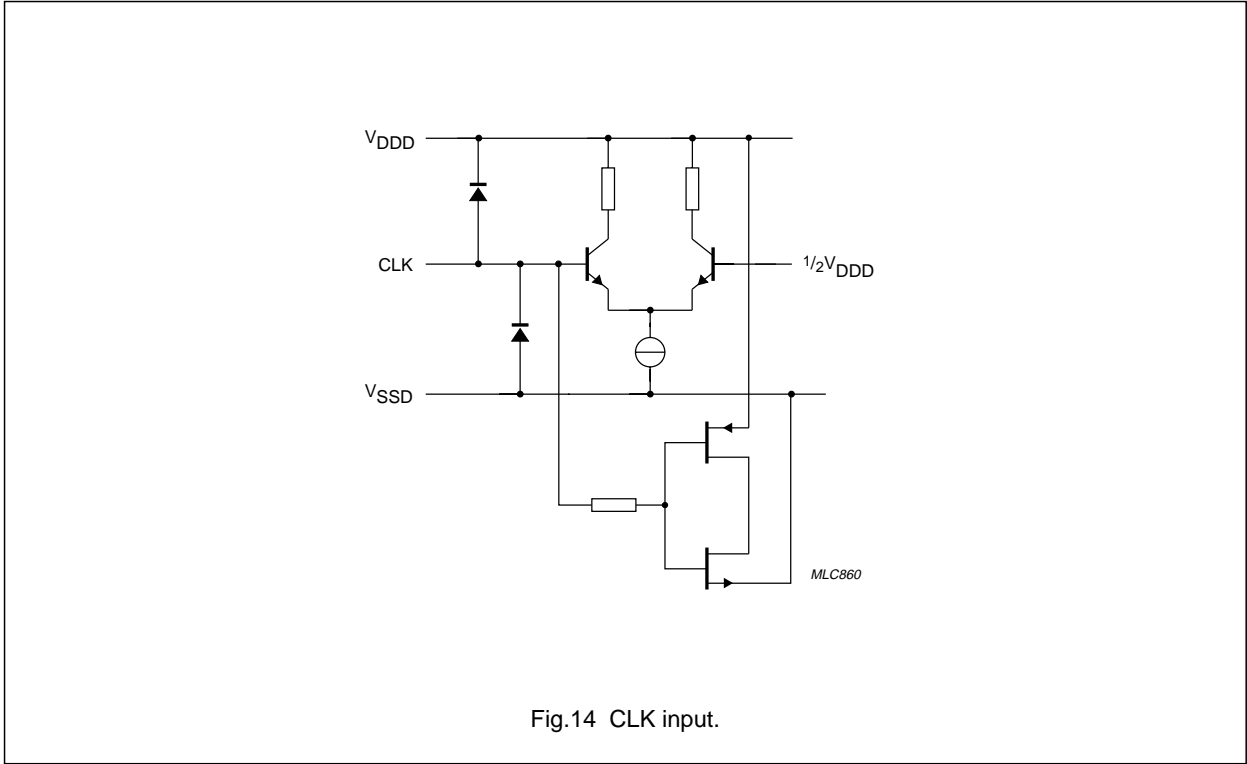 VDDD
CLK
1/2VDDD
VSSD
MLC860
Fig.14 CLK input.